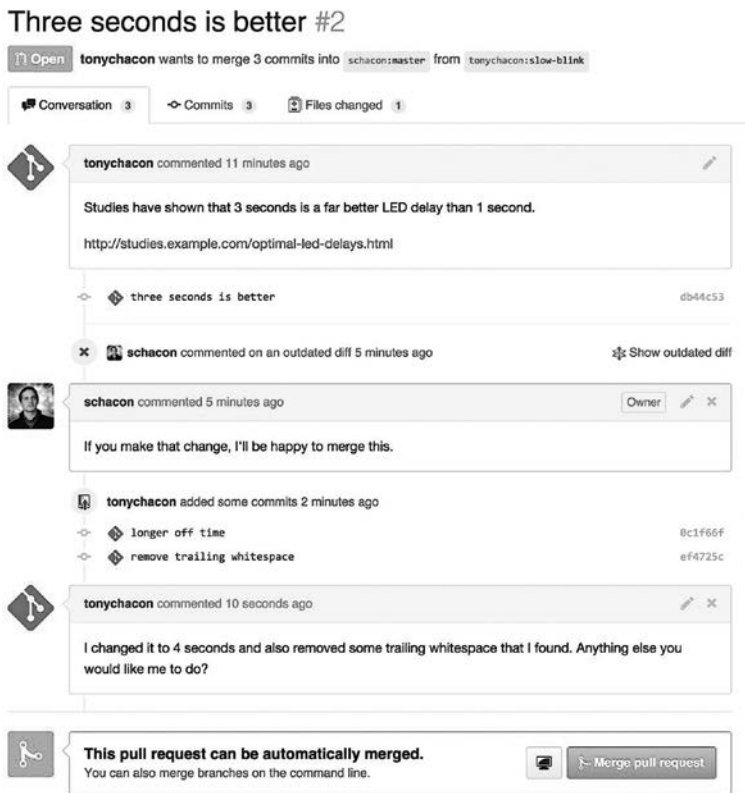 Three seconds is better #2
Open tonychacon wants to merge 3 commits into schacon:master from tonychacon:slow-blink
Conversation 3 Commits 3 Files changed 1
tonychacon commented 11 minutes ago
Studies have shown that 3 seconds is a far better LED delay than 1 second.
http://studies.example.com/optimal-led-delays.html
three seconds is better db44c53
schacon commented on an outdated diff 5 minutes ago Show outdated diff
schacon commented 5 minutes ago Owner
If you make that change, I'll be happy to merge this.
tonychacon added some commits 2 minutes ago
longer off time 0c1f66f
remove trailing whitespace ef4725c
tonychacon commented 10 seconds ago
I changed it to 4 seconds and also removed some trailing whitespace that I found. Anything else you
would like me to do?
This pull request can be automatically merged.
You can also merge branches on the command line.
Merge pull request